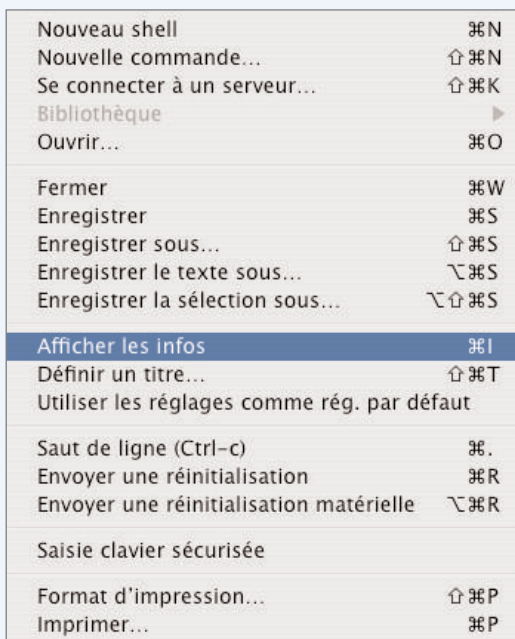 Nouveau shell ⌘N
Nouvelle commande... ⇧⌘N
Se connecter à un serveur... ⇧⌘K
Bibliothèque ▶
Ouvrir... ⌘O
Fermer ⌘W
Enregistrer ⌘S
Enregistrer sous... ⇧⌘S
Enregistrer le texte sous... ⌥⌘S
Enregistrer la sélection sous... ⌥⇧⌘S
Afficher les infos ⌘I
Définir un titre... ⇧⌘T
Utiliser les réglages comme rég. par défaut
Saut de ligne (Ctrl-c) ⌘.
Envoyer une réinitialisation ⌘R
Envoyer une réinitialisation matérielle ⌥⌘R
Saisie clavier sécurisée
Format d'impression... ⇧⌘P
Imprimer... ⌘P